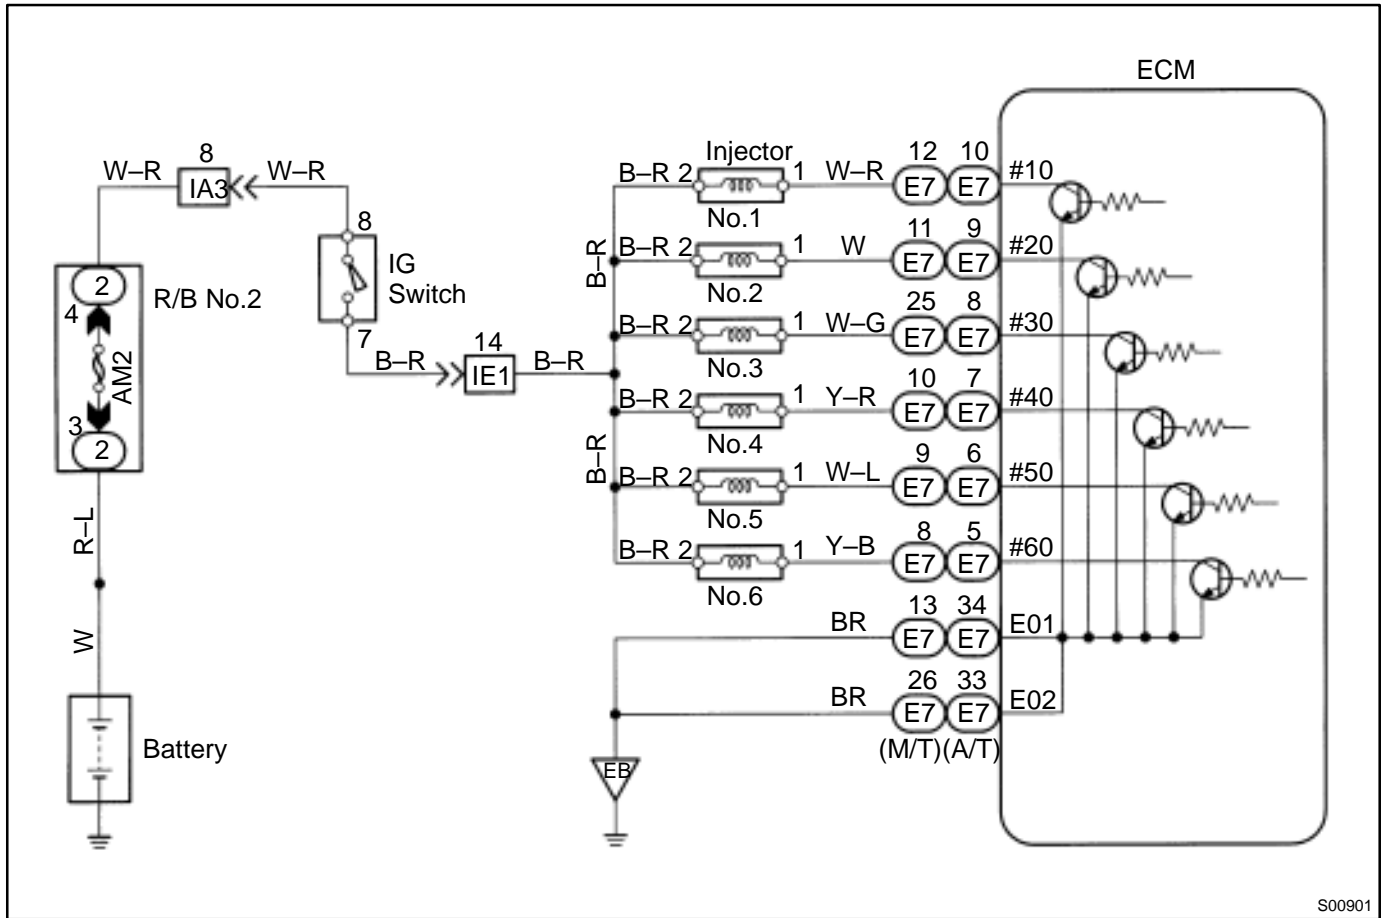 ECM
8
W–R IA3 W–R
8
IG
Switch
7
B–R 14 IE1 B–R
2
4
R/B No.2
AM2
3
2
R–L
W
Battery
B–R
B–R
Injector
B–R 2 1 W–R 12 E7 10 E7 #10
No.1
B–R 2 1 W 11 E7 9 E7 #20
No.2
B–R 2 1 W–G 25 E7 8 E7 #30
No.3
B–R 2 1 Y–R 10 E7 7 E7 #40
No.4
B–R 2 1 W–L 9 E7 6 E7 #50
No.5
B–R 2 1 Y–B 8 E7 5 E7 #60
No.6
BR 13 E7 34 E7 E01
BR 26 E7 33 E7 E02
(M/T) (A/T)
EB
S00901